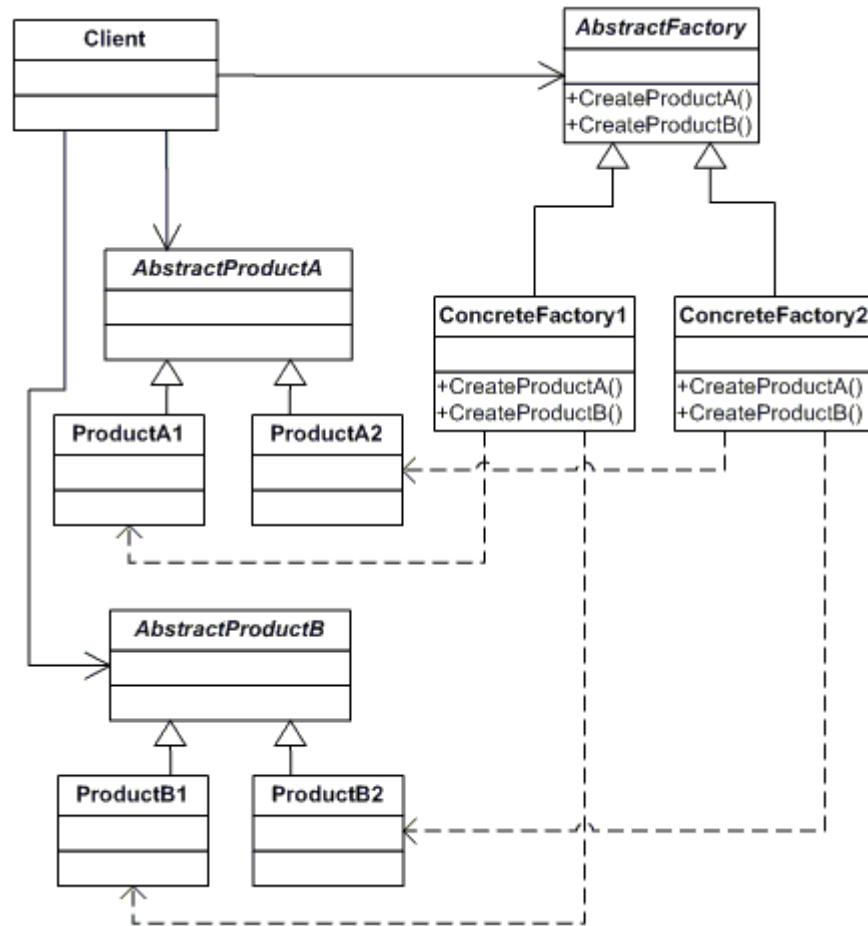 Client
AbstractFactory
+CreateProductA()
+CreateProductB()
AbstractProductA
ConcreteFactory1
+CreateProductA()
+CreateProductB()
ConcreteFactory2
+CreateProductA()
+CreateProductB()
ProductA1
ProductA2
AbstractProductB
ProductB1
ProductB2